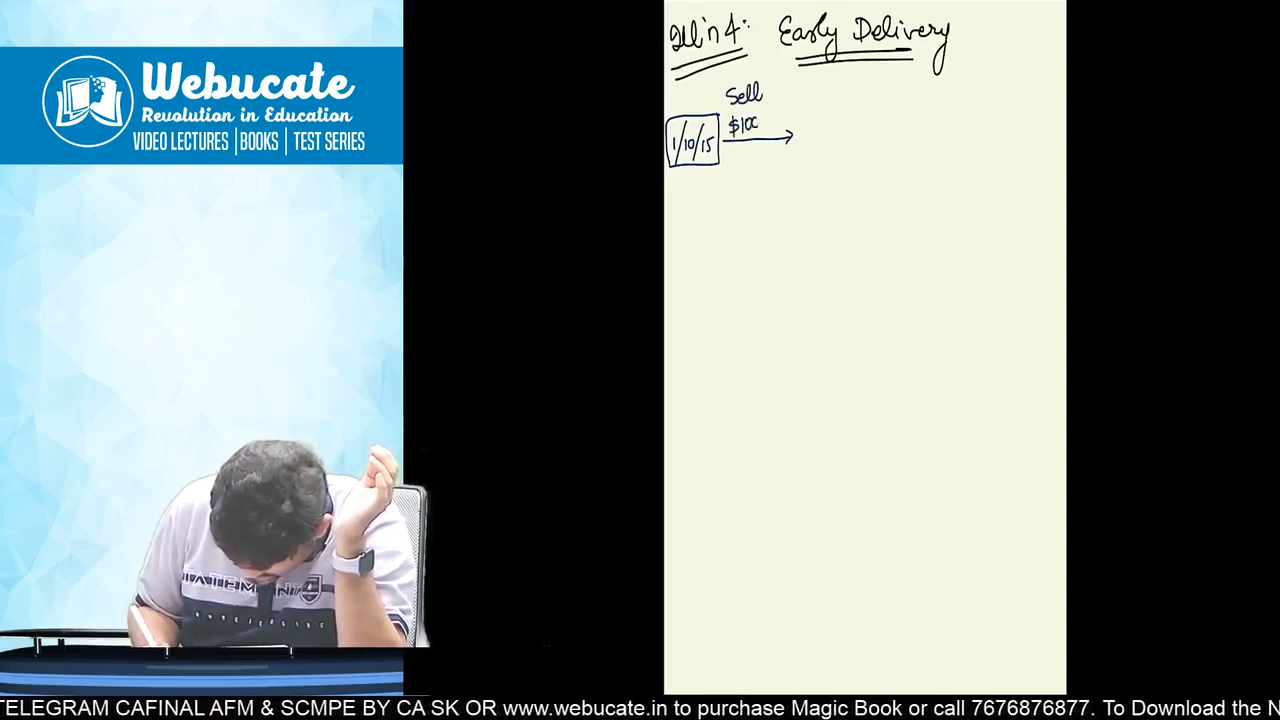 Webucate
Revolution in Education
VIDEO LECTURES | BOOKS | TEST SERIES
4: Early Delivery
Sell
$100
1/10/15
TELEGRAM CAFINAL AFM & SCMPE BY CA SK OR www.webucate.in to purchase Magic Book or call 7676876877. To Download the N